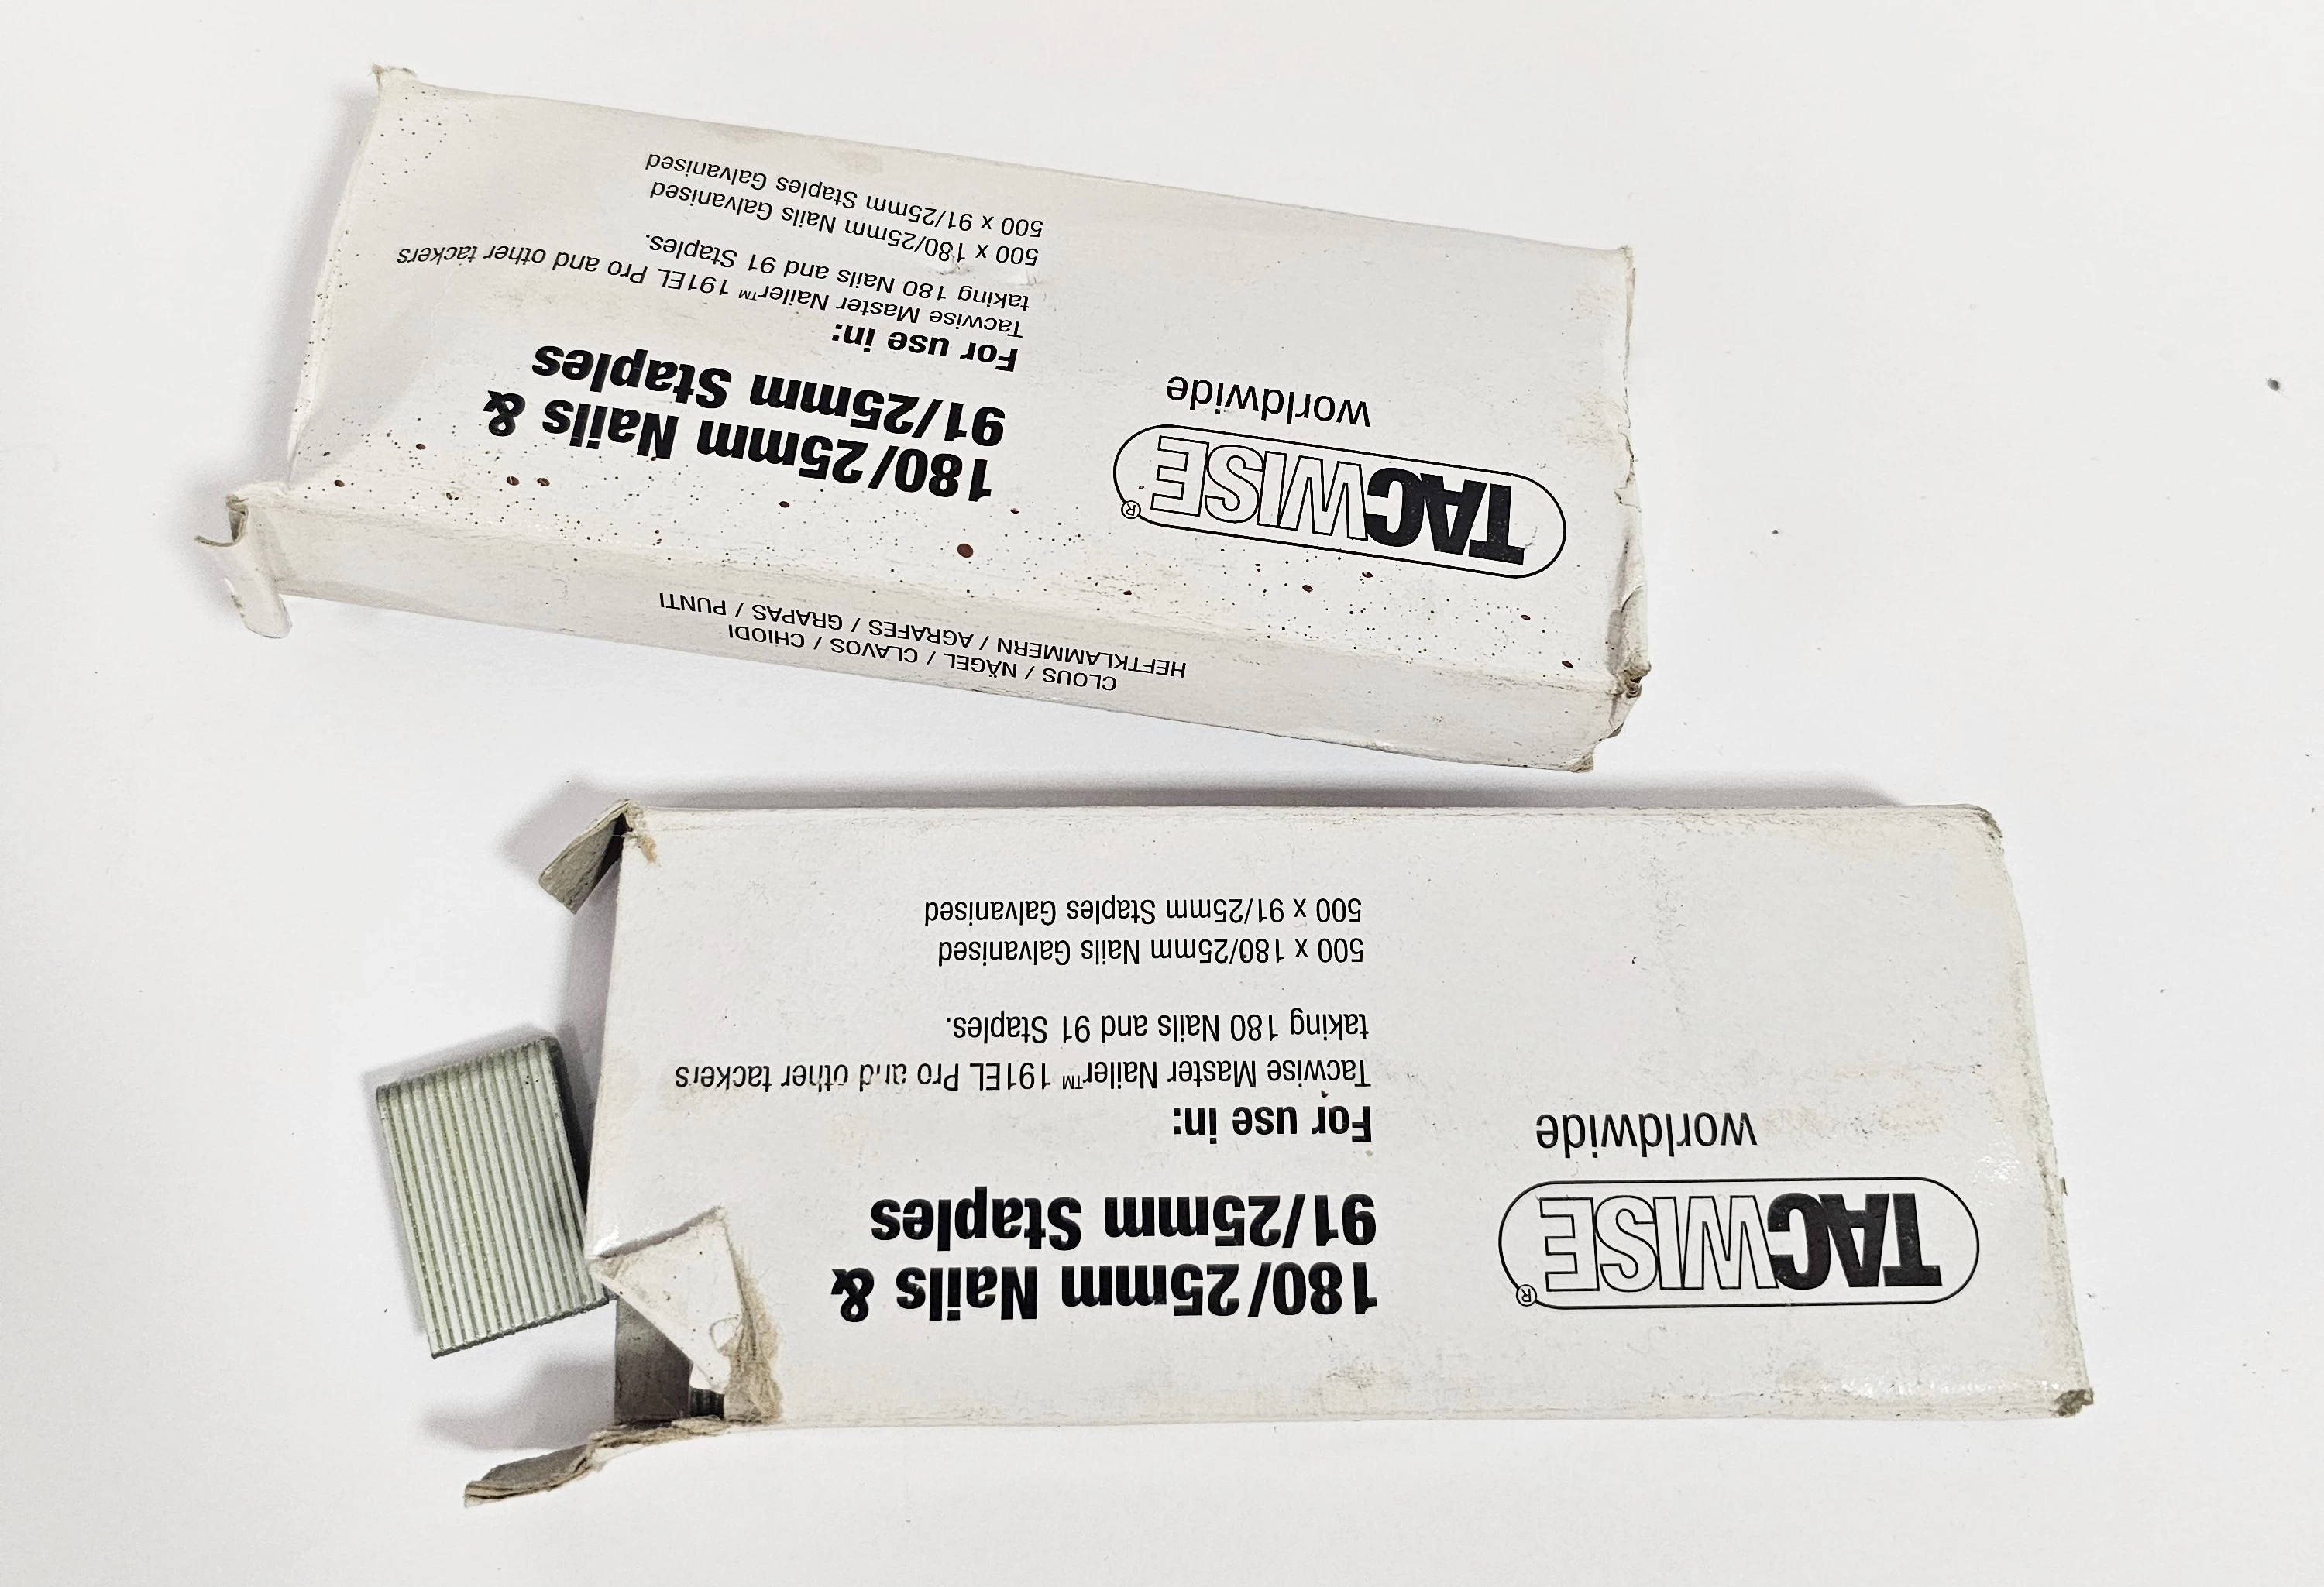 TACWISE®
worldwide
180/25mm Nails &
91/25mm Staples
For use in:
Tacwise Master Nailer™ 191EL Pro and other tackers
taking 180 Nails and 91 Staples.
500 x 180/25mm Nails Galvanised
500 x 91/25mm Staples Galvanised
CLOUS / NÄGEL / CLAVOS / CHIODI
HEFTKLAMMERN / AGRAFES / GRAPAS / PUNTI
TACWISE®
worldwide
180/25mm Nails &
91/25mm Staples
For use in:
Tacwise Master Nailer™ 191EL Pro and other tackers
taking 180 Nails and 91 Staples.
500 x 180/25mm Nails Galvanised
500 x 91/25mm Staples Galvanised